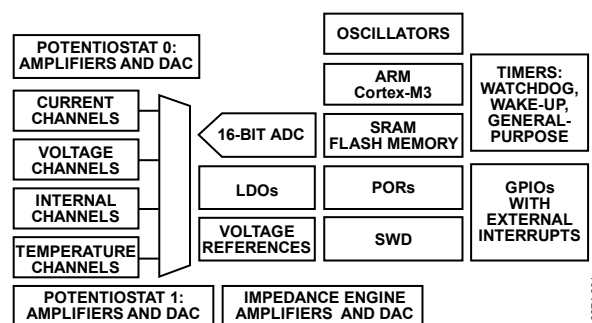 POTENTIOSTAT 0:
AMPLIFIERS AND DAC
CURRENT
CHANNELS
VOLTAGE
CHANNELS
INTERNAL
CHANNELS
TEMPERATURE
CHANNELS
POTENTIOSTAT 1:
AMPLIFIERS AND DAC
16-BIT ADC
LDOs
VOLTAGE
REFERENCES
IMPEDANCE ENGINE
AMPLIFIERS AND DAC
OSCILLATORS
ARM
Cortex-M3
SRAM
FLASH MEMORY
PORs
SWD
TIMERS:
WATCHDOG,
WAKE-UP,
GENERAL-
PURPOSE
GPIOs
WITH
EXTERNAL
INTERRUPTS